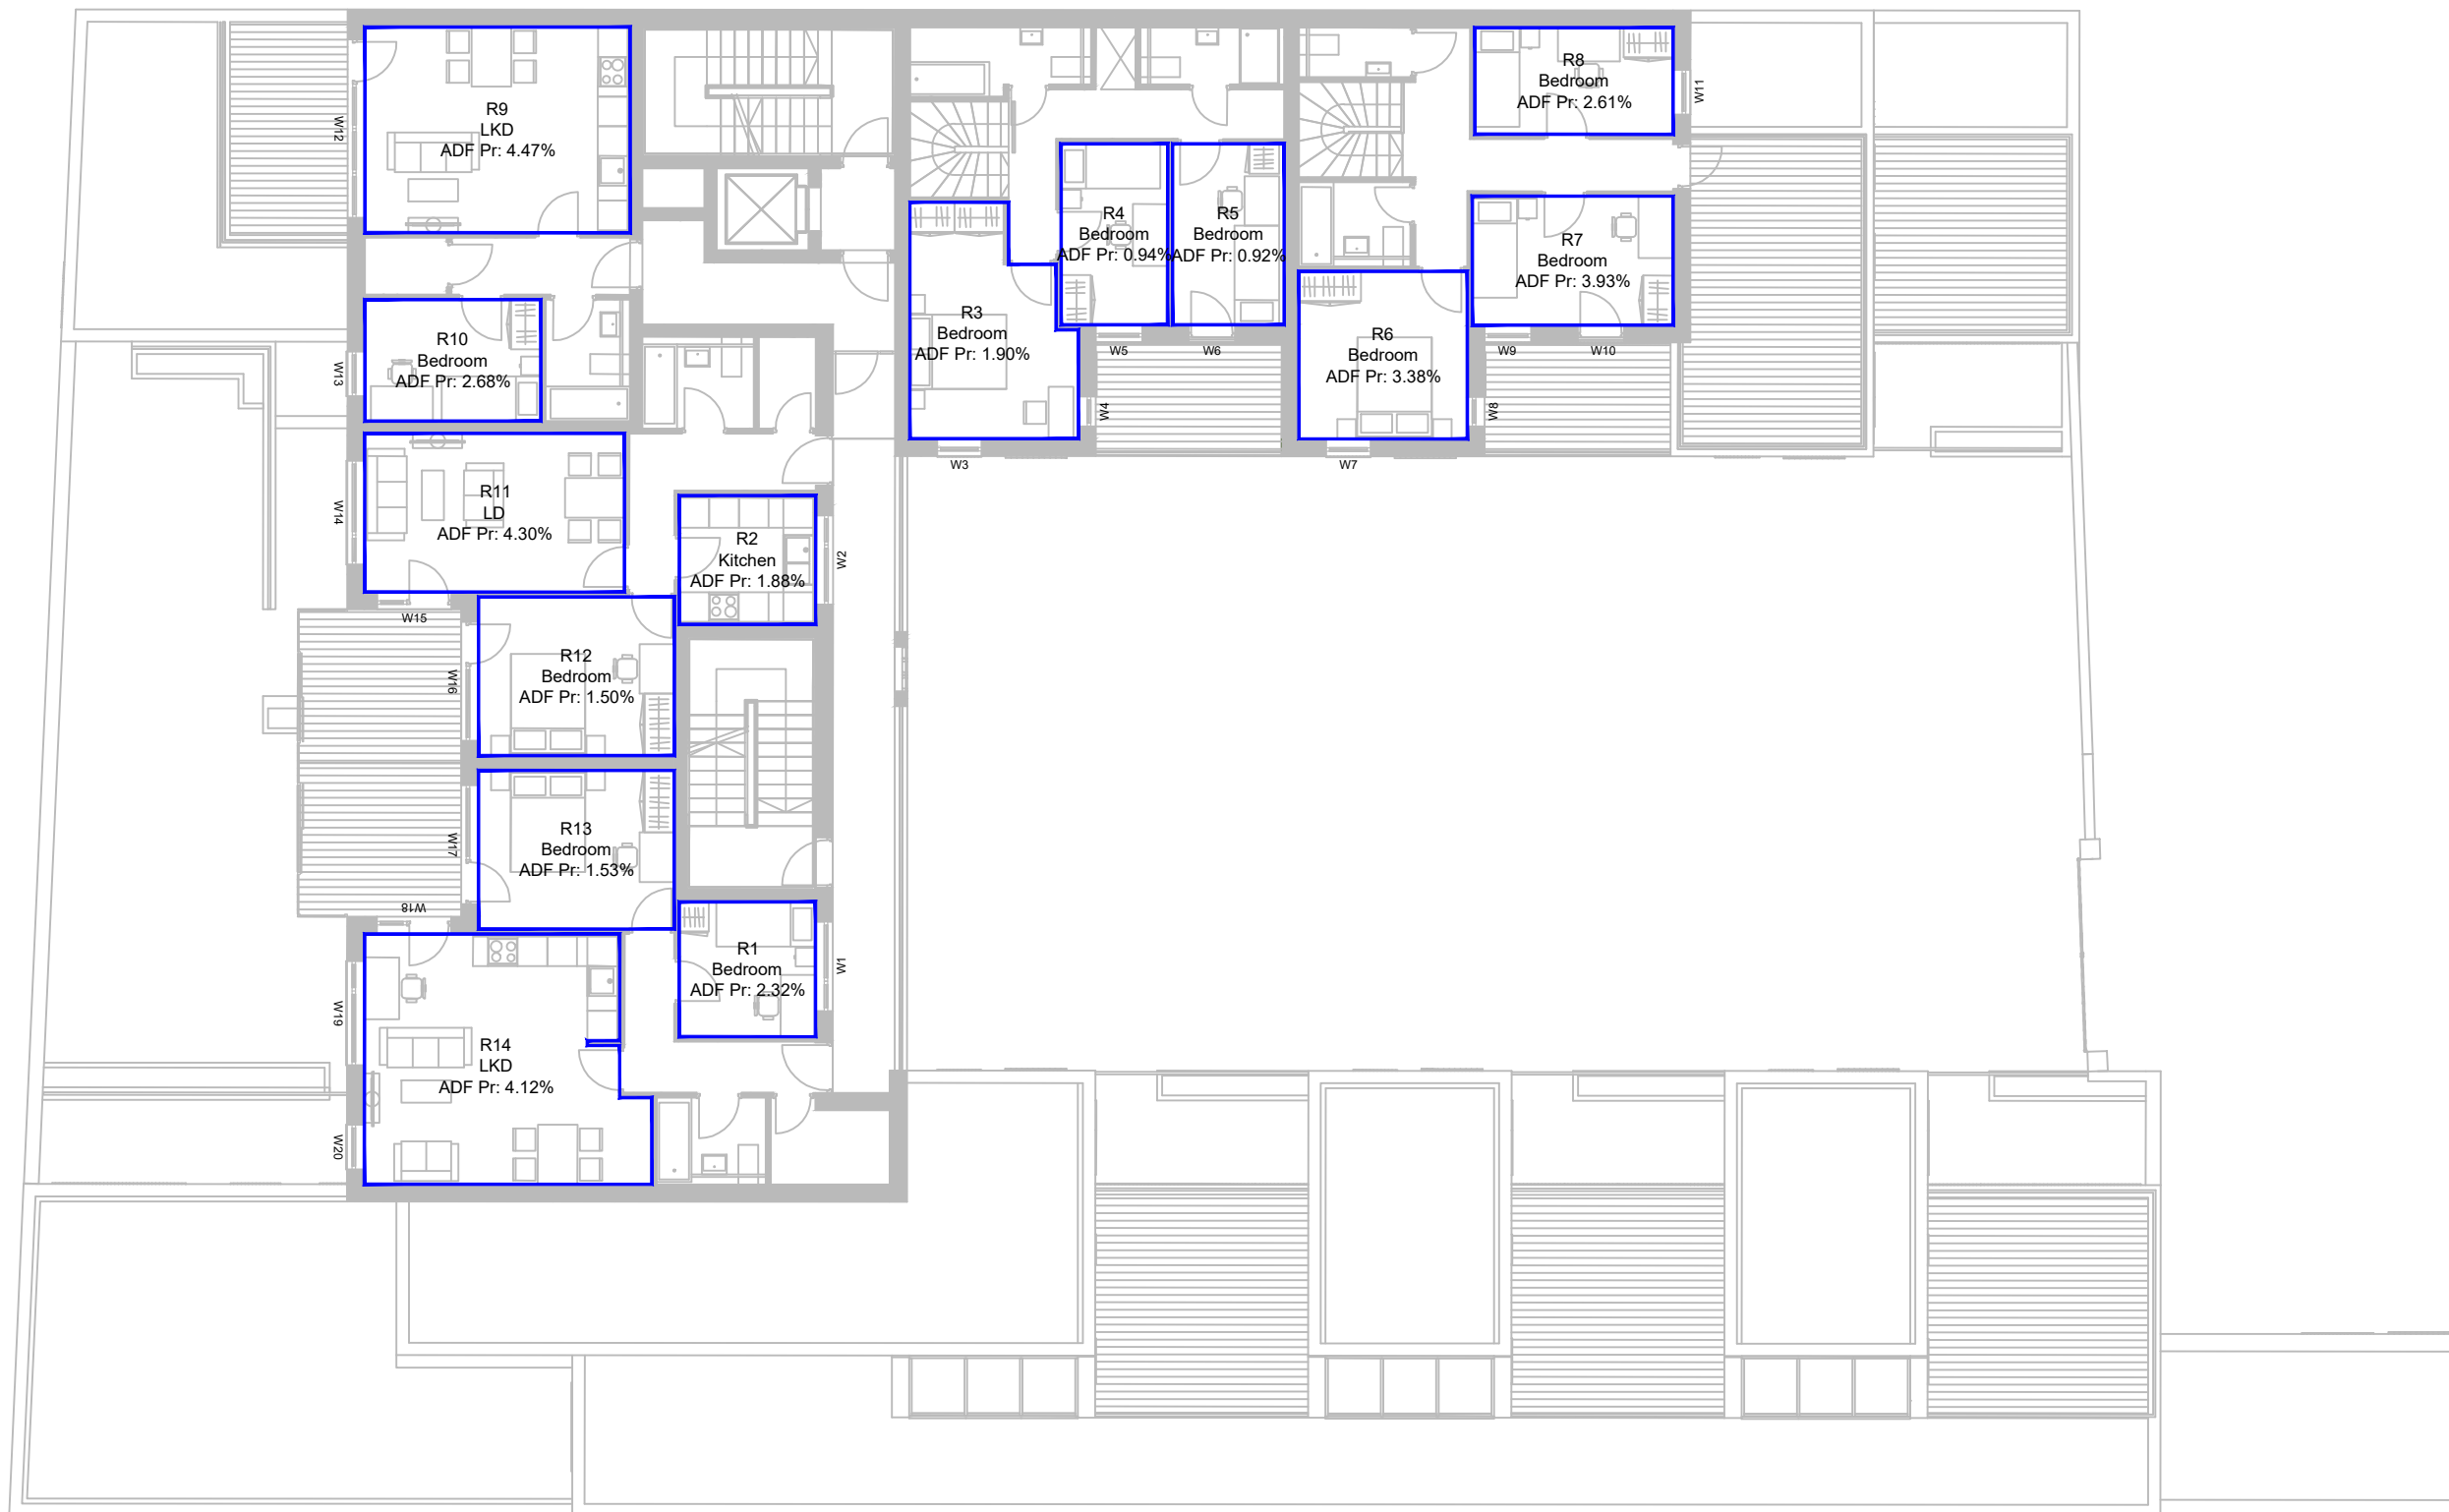 R9
LKD
ADF Pr: 4.47%
W12
R8
Bedroom
ADF Pr: 2.61%
W11
R4
Bedroom
ADF Pr: 0.94%
R5
Bedroom
ADF Pr: 0.92%
R7
Bedroom
ADF Pr: 3.93%
R3
Bedroom
ADF Pr: 1.90%
R6
Bedroom
ADF Pr: 3.38%
W5
W6
W9
W10
R10
Bedroom
ADF Pr: 2.68%
W13
W4
W8
W3
W7
R11
LD
ADF Pr: 4.30%
W14
R2
Kitchen
ADF Pr: 1.88%
W2
W15
R12
Bedroom
ADF Pr: 1.50%
W16
R13
Bedroom
ADF Pr: 1.53%
W17
W18
R1
Bedroom
ADF Pr: 2.32%
W1
W19
R14
LKD
ADF Pr: 4.12%
W20